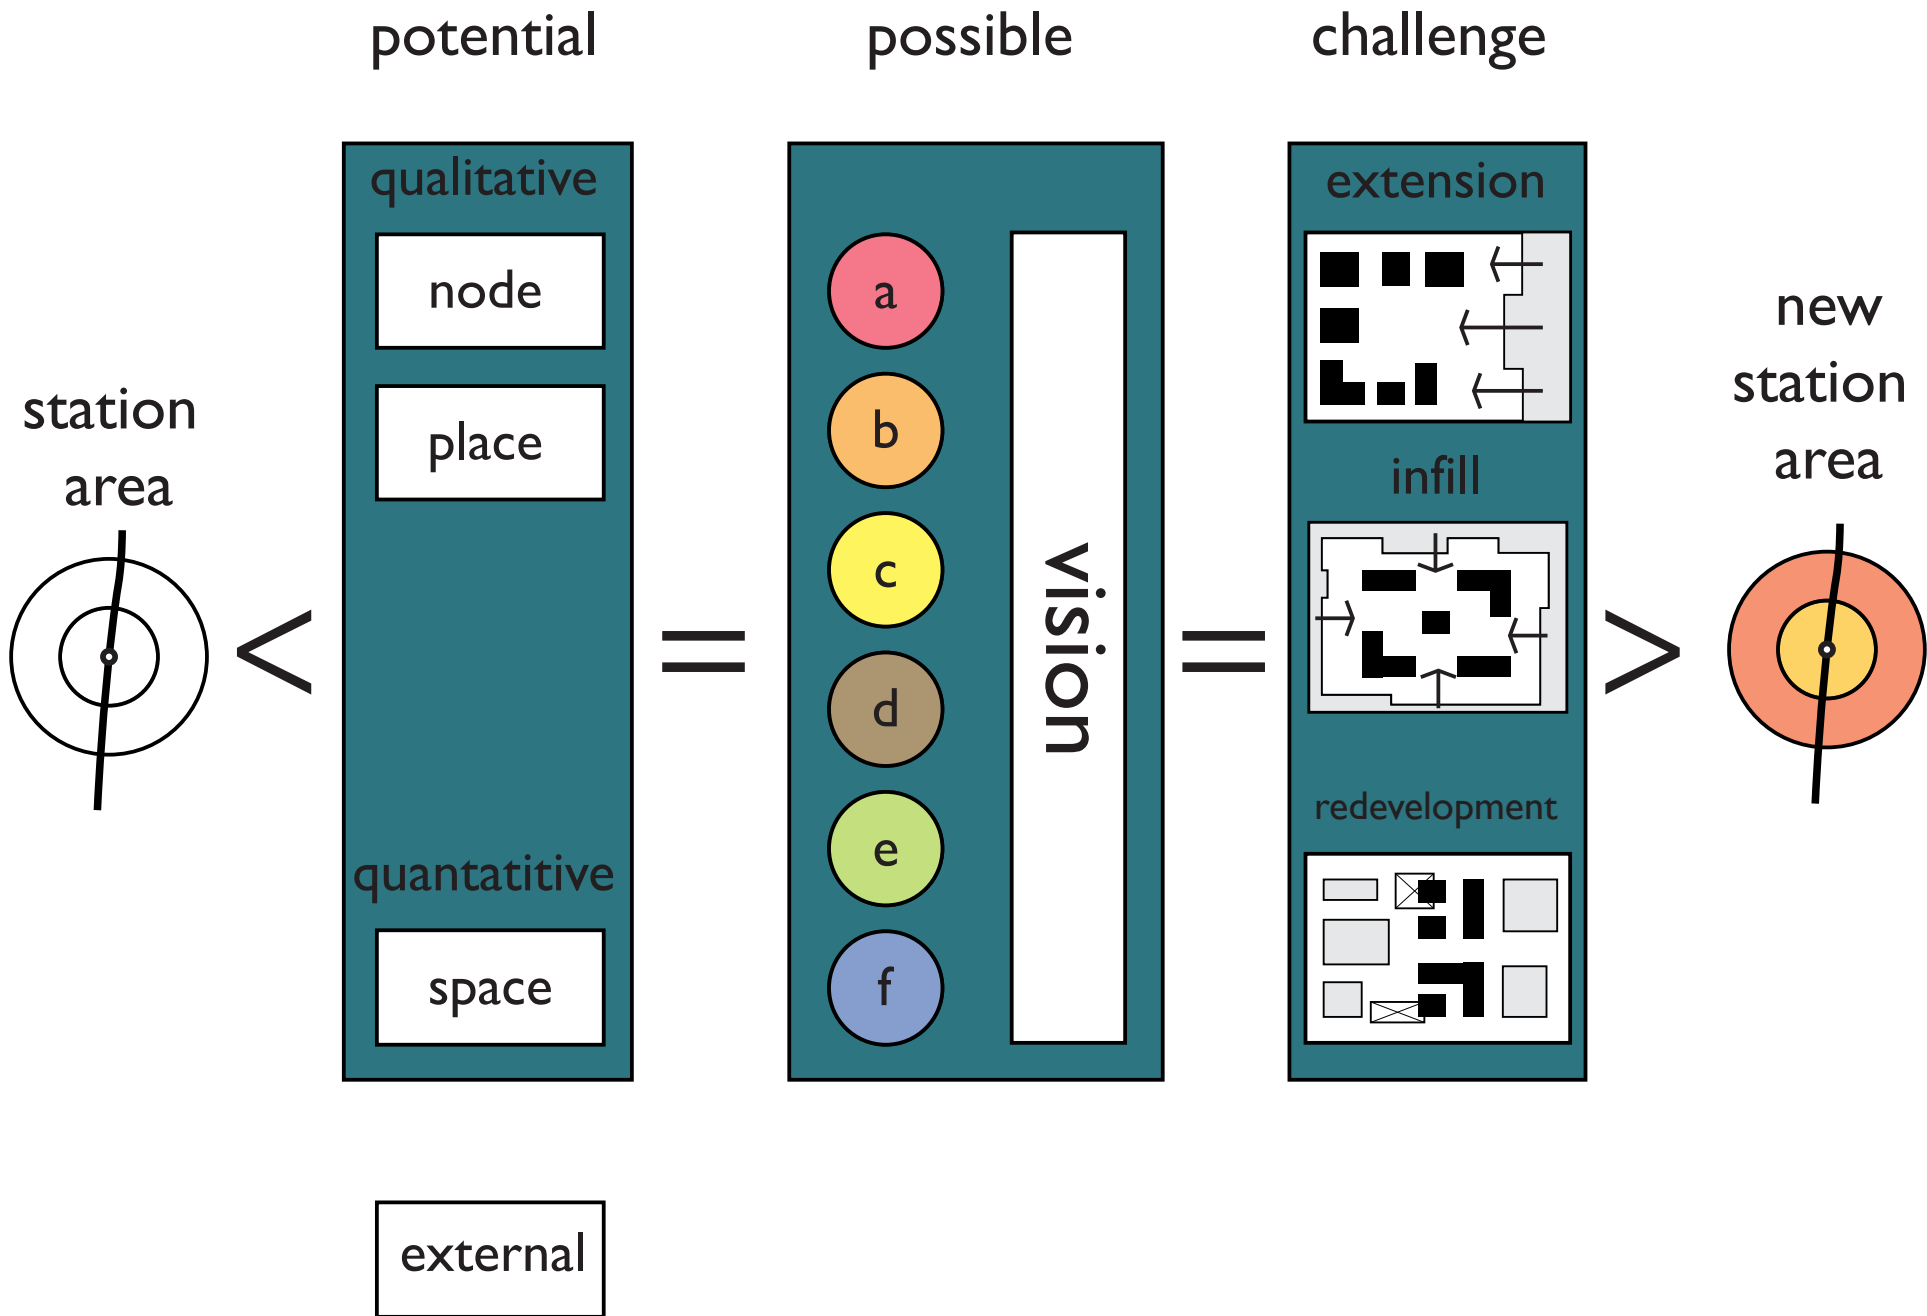 potential
possible
challenge
station
area
<
qualitative
node
place
quantatitive
space
external
=
a
b
c
d
e
f
vision
=
extension
infill
redevelopment
>
new
station
area